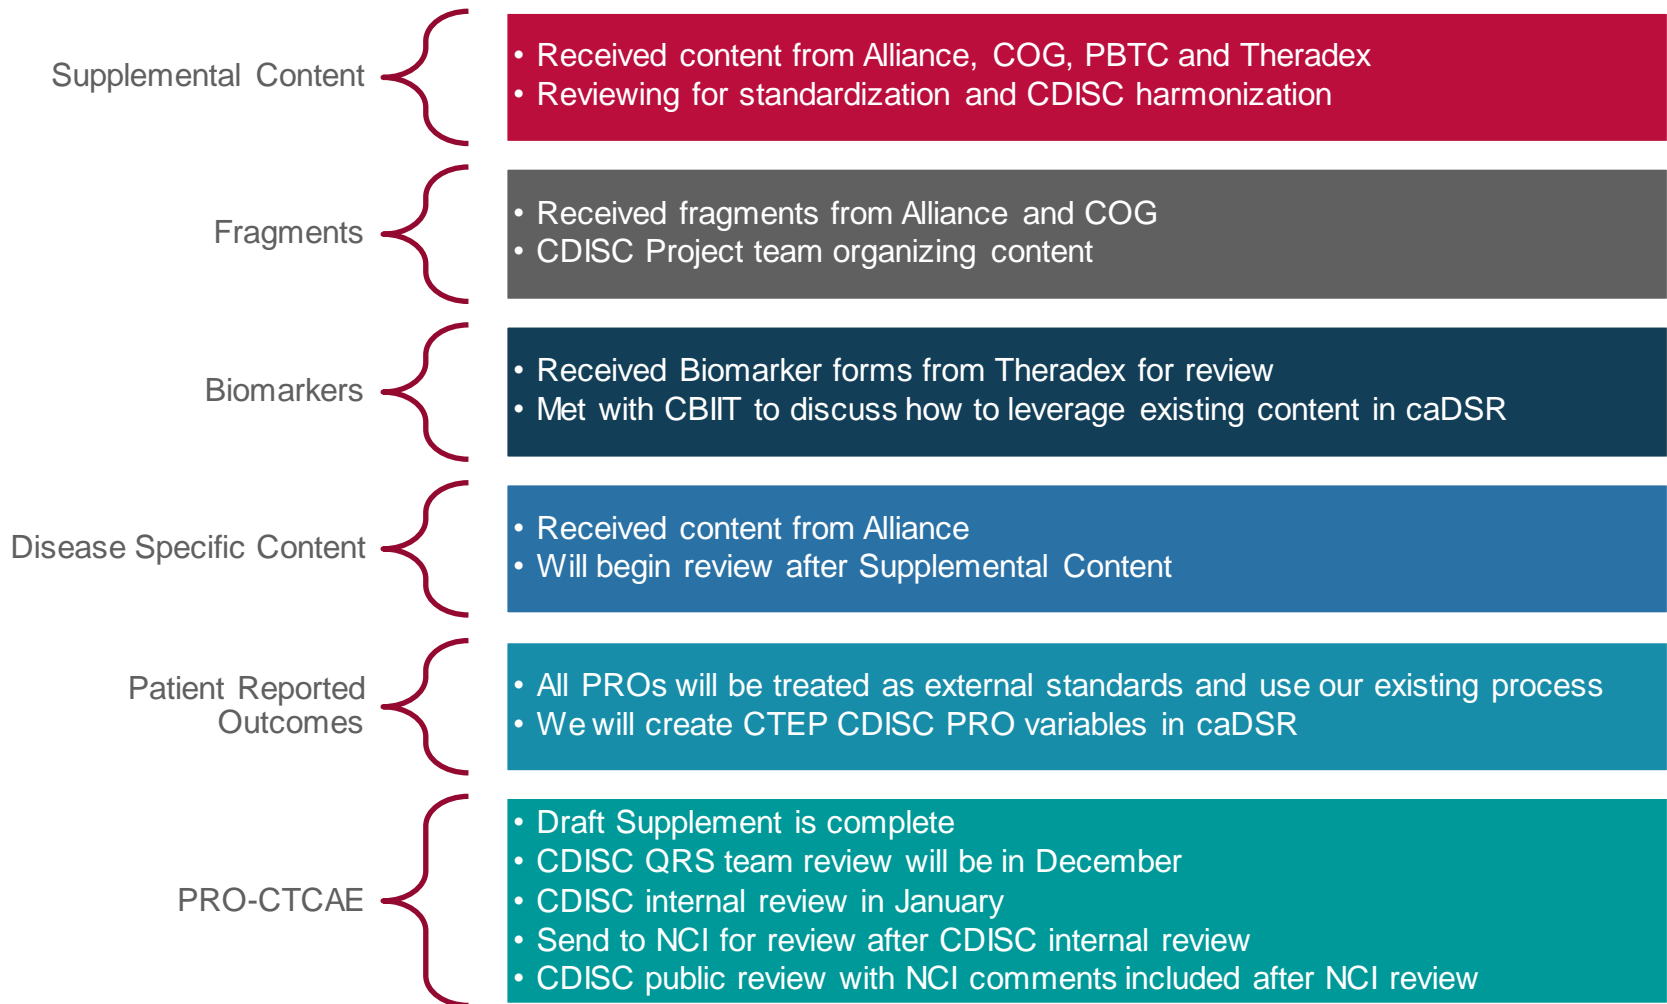 Supplemental Content
• Received content from Alliance, COG, PBTC and Theradex
• Reviewing for standardization and CDISC harmonization
Fragments
• Received fragments from Alliance and COG
• CDISC Project team organizing content
Biomarkers
• Received Biomarker forms from Theradex for review
• Met with CBIIT to discuss how to leverage existing content in caDSR
Disease Specific Content
• Received content from Alliance
• Will begin review after Supplemental Content
Patient Reported
Outcomes
• All PROs will be treated as external standards and use our existing process
• We will create CTEP CDISC PRO variables in caDSR
PRO-CTCAE
• Draft Supplement is complete
• CDISC QRS team review will be in December
• CDISC internal review in January
• Send to NCI for review after CDISC internal review
• CDISC public review with NCI comments included after NCI review